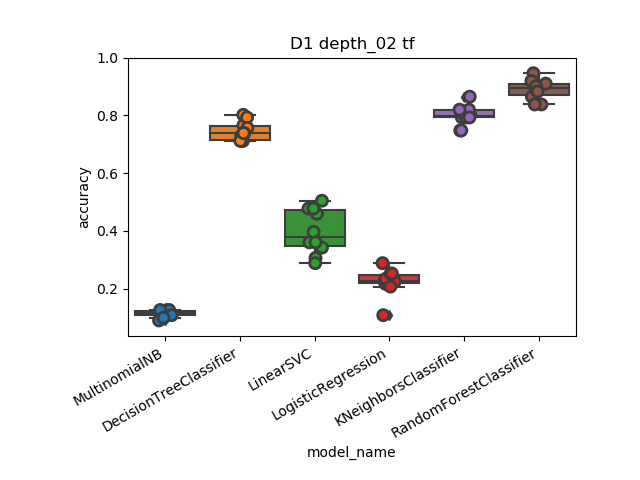 D1 depth_02 tf
accuracy
1.0
0.8
0.6
0.4
0.2
MultinomialNB
DecisionTreeClassifier
LinearSVC
LogisticRegression
KNeighborsClassifier
RandomForestClassifier
model_name